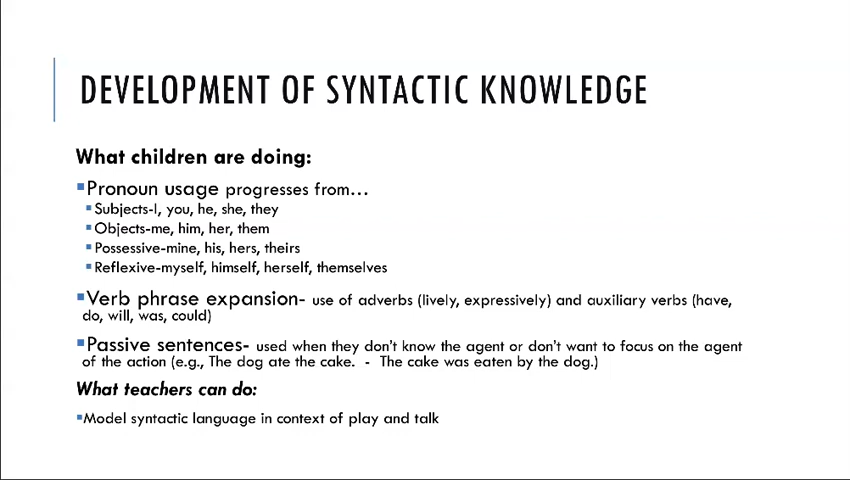 DEVELOPMENT OF SYNTACTIC KNOWLEDGE
What children are doing:
▪Pronoun usage progresses from…
▪Subjects-I, you, he, she, they
▪Objects-me, him, her, them
▪Possessive-mine, his, hers, theirs
▪Reflexive-myself, himself, herself, themselves
▪Verb phrase expansion- use of adverbs (lively, expressively) and auxiliary verbs (have,
do, will, was, could)
▪Passive sentences- used when they don't know the agent or don't want to focus on the agent
of the action (e.g., The dog ate the cake. - The cake was eaten by the dog.)
What teachers can do:
▪Model syntactic language in context of play and talk